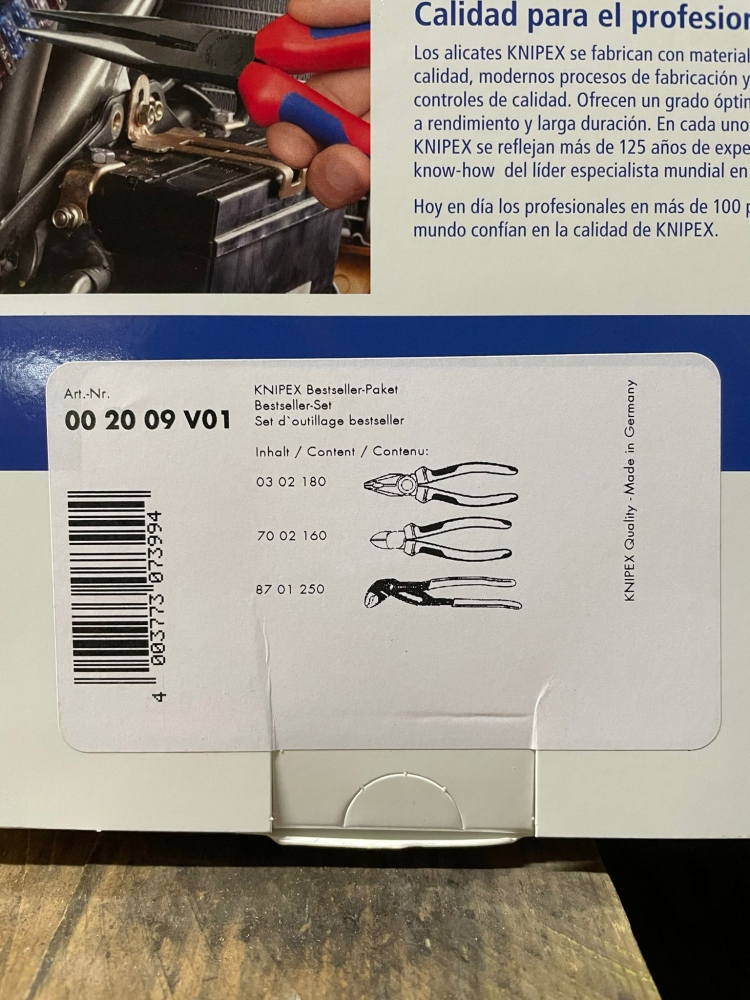 Calidad para el
Los alicates KNIPEX se fabrican con
calidad, modernos procesos de fabricación y
controles de calidad. Ofrecen un grado
a rendimiento y larga duración. En cada uno
KNIPEX se reflejan más de 125 años de
know-how del líder especialista mundial en
Hoy en día los profesionales en más de 100
mundo confían en la calidad de KNIPEX.
Art.-Nr.
00 20 09 V01
KNIPEX Bestseller-Paket
Bestseller-Set
Set d`outillage bestseller
Inhalt / Content / Contenu:
03 02 180
70 02 160
87 01 250
4 003773 073994
KNIPEX Quality - Made in Germany